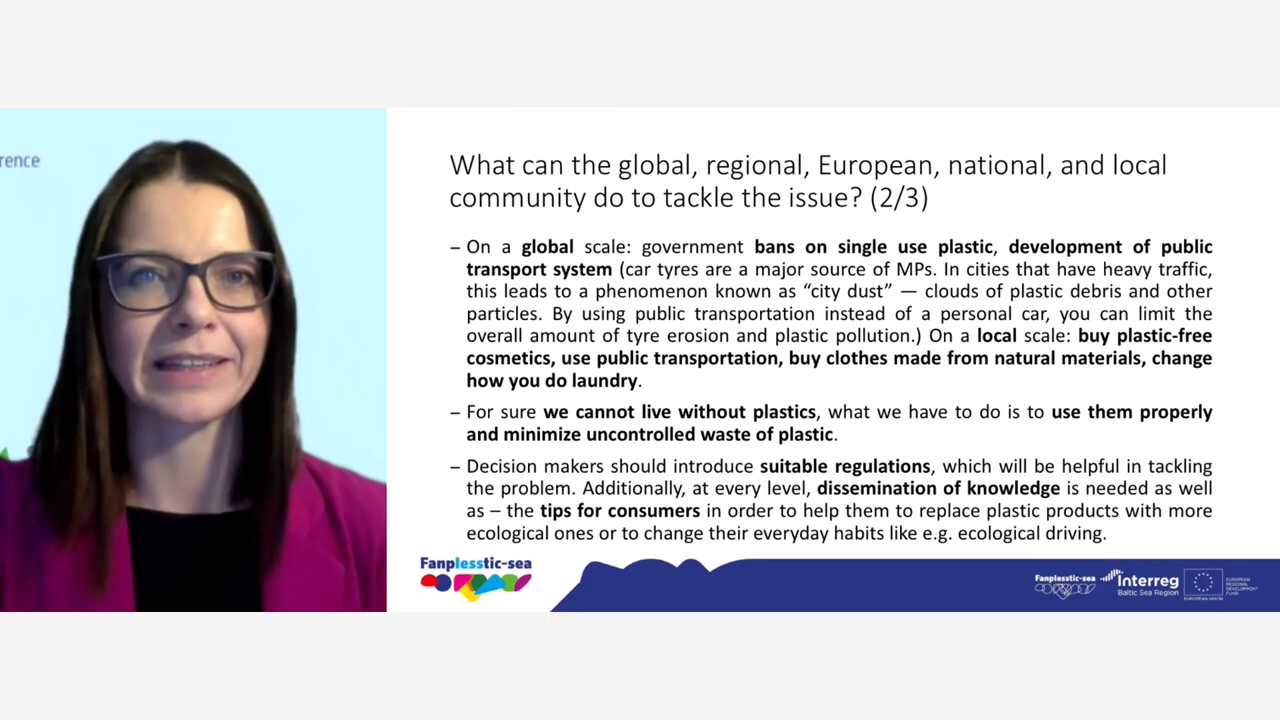 rence
What can the global, regional, European, national, and local
community do to tackle the issue? (2/3)
– On a global scale: government bans on single use plastic, development of public
transport system (car tyres are a major source of MPs. In cities that have heavy traffic,
this leads to a phenomenon known as “city dust” — clouds of plastic debris and other
particles. By using public transportation instead of a personal car, you can limit the
overall amount of tyre erosion and plastic pollution.) On a local scale: buy plastic-free
cosmetics, use public transportation, buy clothes made from natural materials, change
how you do laundry.
– For sure we cannot live without plastics, what we have to do is to use them properly
and minimize uncontrolled waste of plastic.
– Decision makers should introduce suitable regulations, which will be helpful in tackling
the problem. Additionally, at every level, dissemination of knowledge is needed as well
as – the tips for consumers in order to help them to replace plastic products with more
ecological ones or to change their everyday habits like e.g. ecological driving.
Fanplesstic-sea
Fanplesstic-sea
Interreg
Baltic Sea Region
EUROPEAN UNION
EUROPEAN
REGIONAL
DEVELOPMENT
FUND